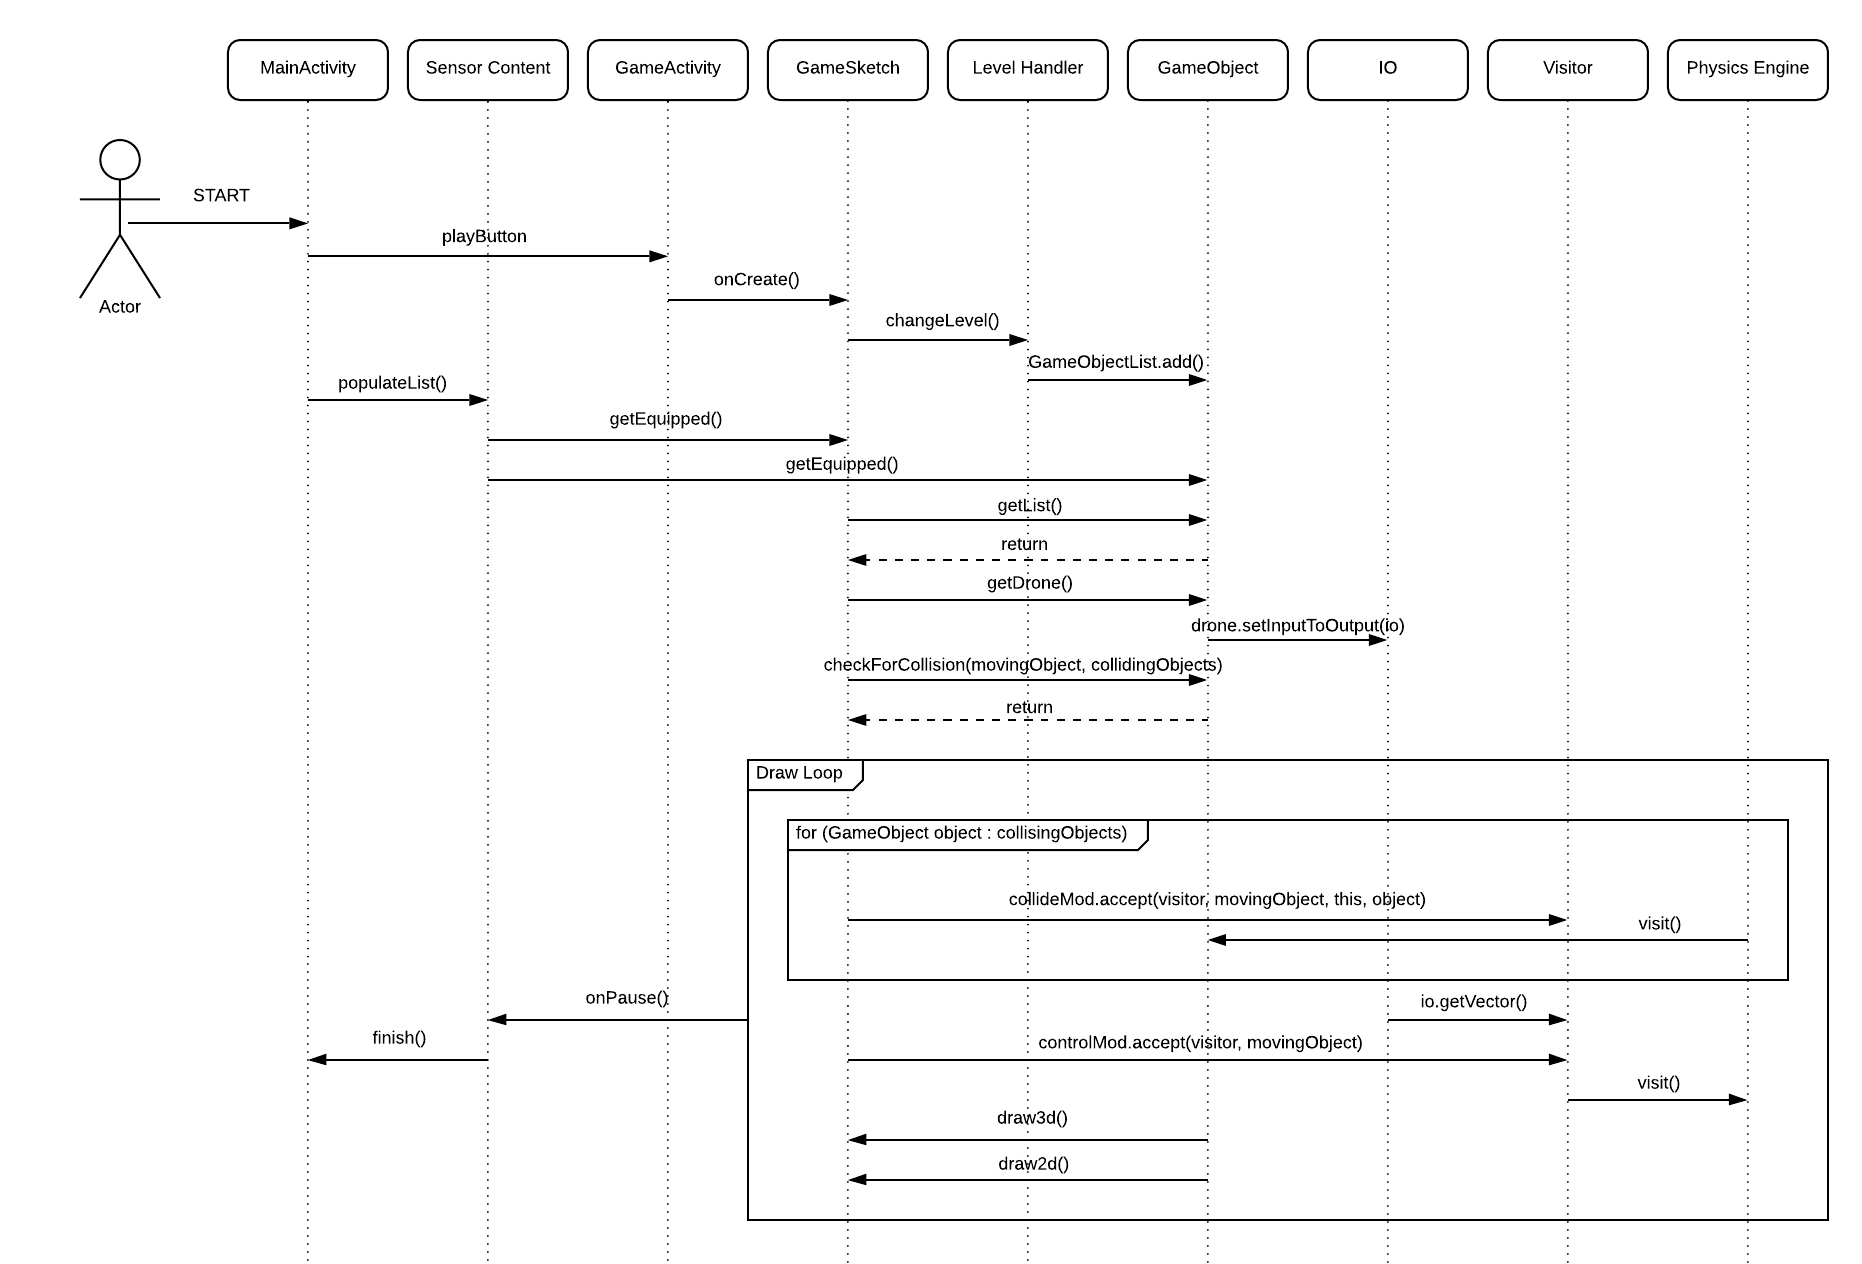 MainActivity
Sensor Content
GameActivity
GameSketch
Level Handler
GameObject
IO
Visitor
Physics Engine
START
Actor
playButton
onCreate()
changeLevel()
GameObjectList.add()
populateList()
getEquipped()
getEquipped()
getList()
return
getDrone()
drone.setInputToOutput(io)
checkForCollision(movingObject, collidingObjects)
return
Draw Loop
for (GameObject object : collisingObjects)
collideMod.accept(visitor, movingObject, this, object)
visit()
onPause()
io.getVector()
finish()
controlMod.accept(visitor, movingObject)
visit()
draw3d()
draw2d()